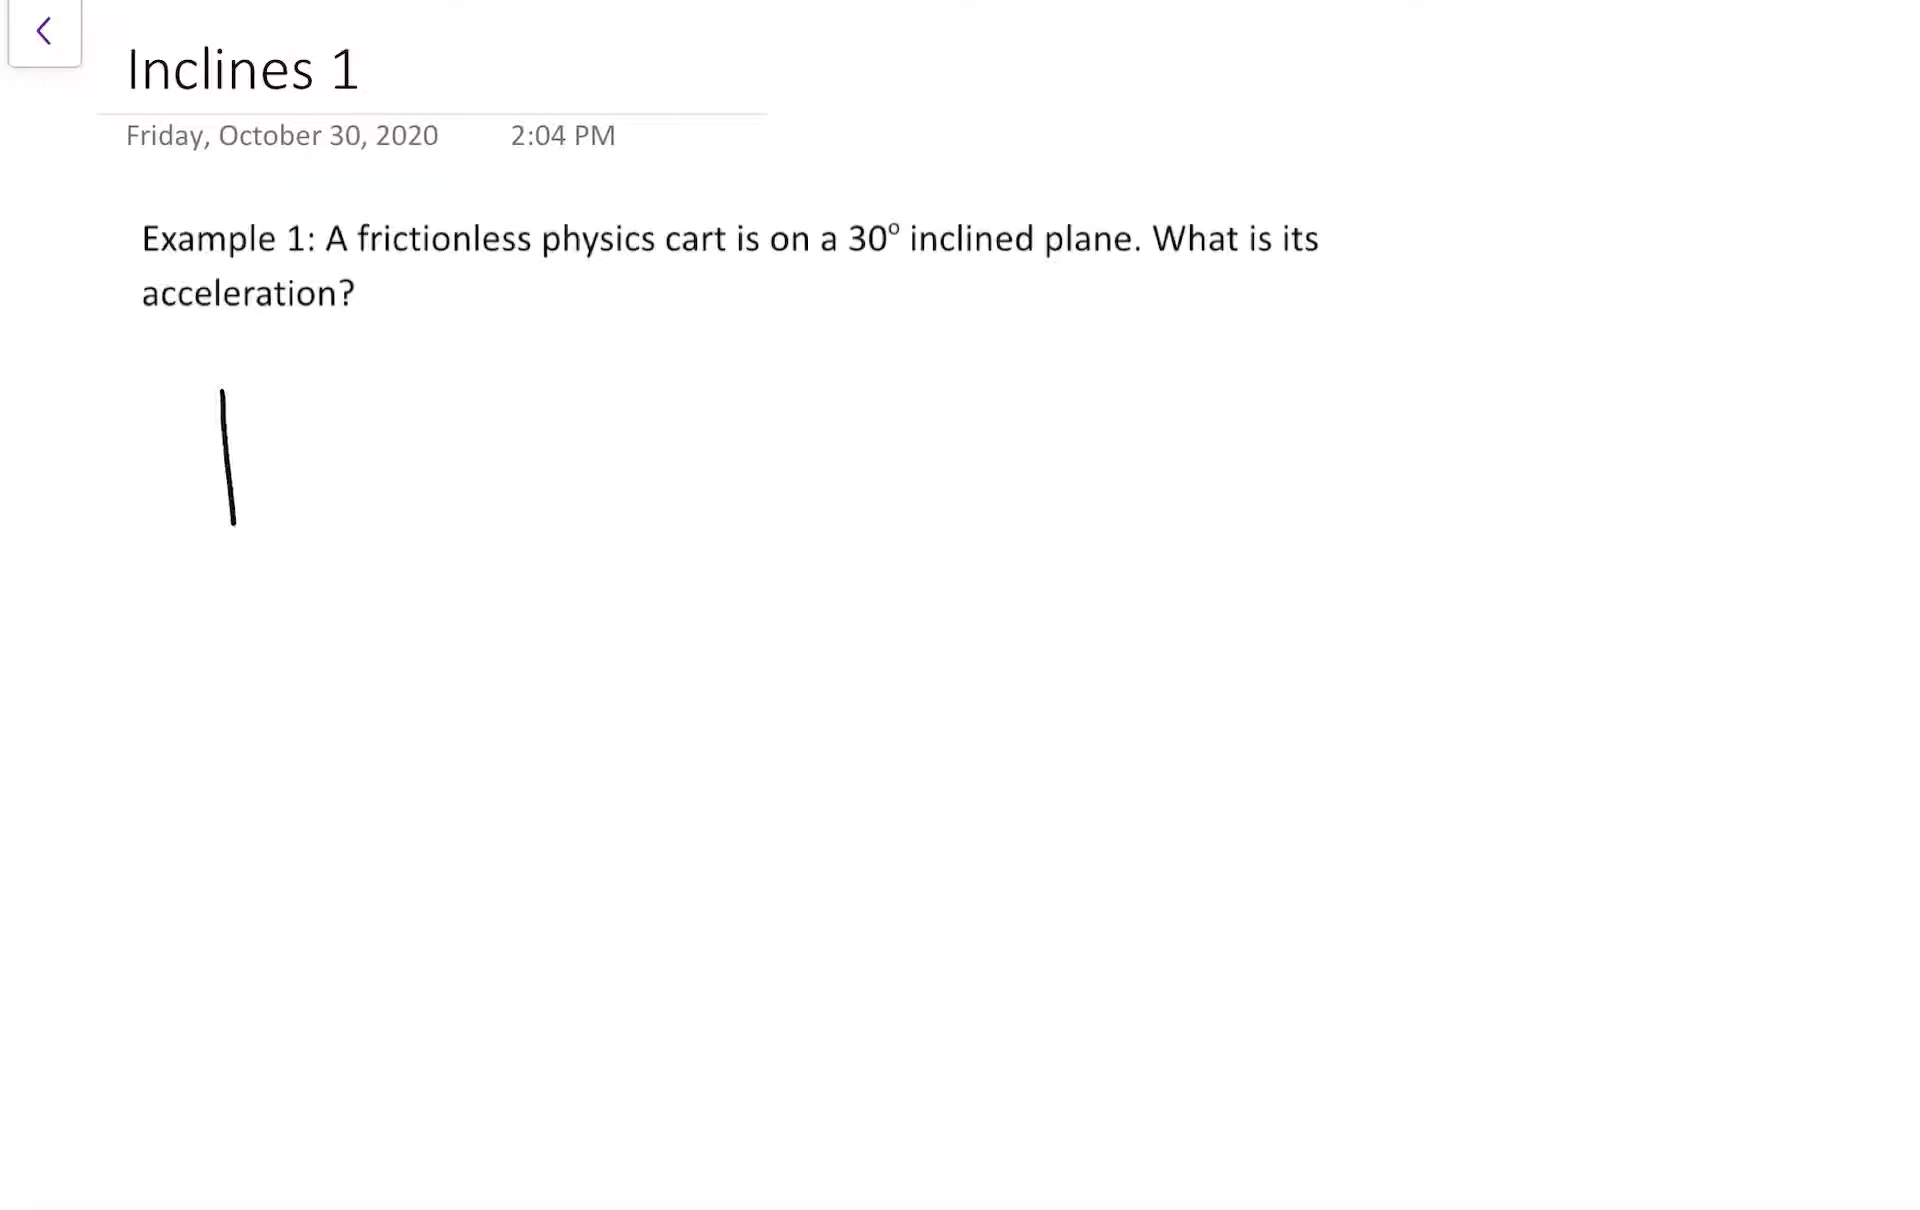 Inclines 1
Friday, October 30, 2020 2:04 PM
Example 1: A frictionless physics cart is on a 30° inclined plane. What is its
acceleration?